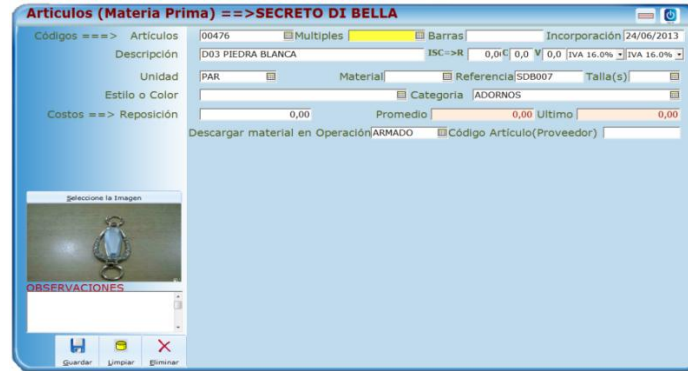 Articulos (Materia Prima) ==>SECRETO DI BELLA
Códigos ===> Artículos 00476 Multiples Barras Incorporación 24/06/2013
Descripción D03 PIEDRA BLANCA ISC=>R 0,0( C 0,0 V 0,0 IVA 16.0% IVA 16.0%
Unidad PAR Material Referencia SDB007 Talla(s)
Estilo o Color Categoria ADORNOS
Costos ==> Reposición 0,00 Promedio 0,00 Ultimo 0,00
Descargar material en Operación ARMADO Código Artículo(Proveedor)
Seleccione la Imagen
OBSERVACIONES
Guardar Limpiar Eliminar